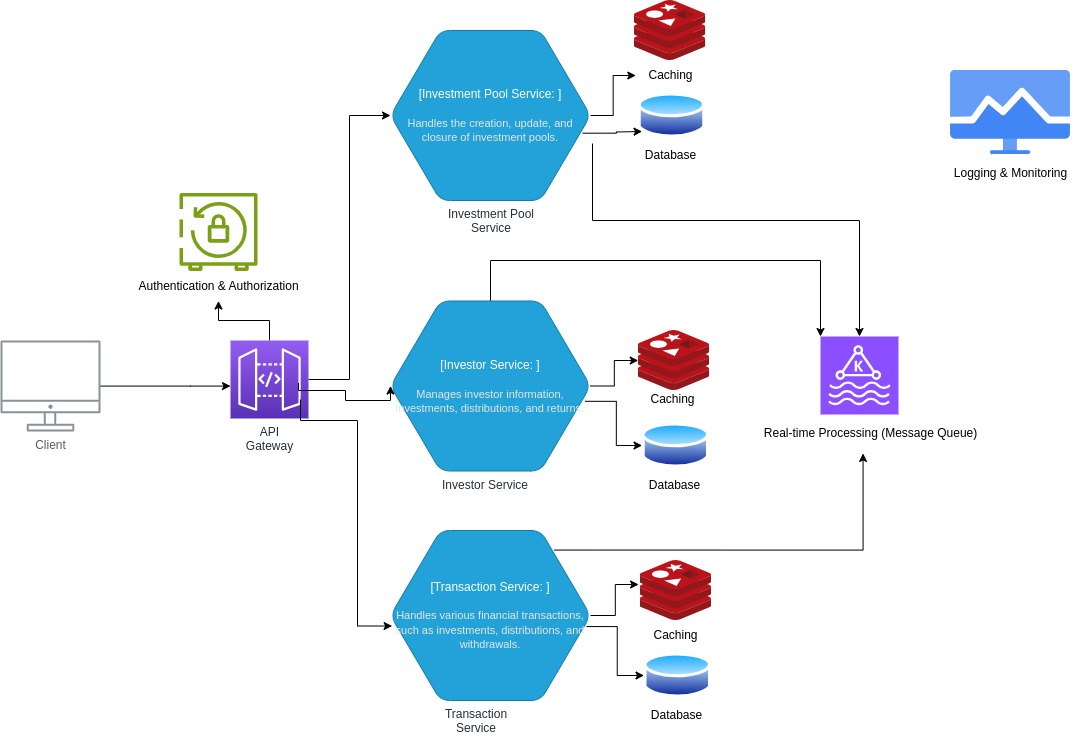 Caching
[Investment Pool Service: ]
Handles the creation, update, and
closure of investment pools.
Database
Logging & Monitoring
Investment Pool
Service
Authentication & Authorization
[Investor Service: ]
Manages investor information,
investments, distributions, and returns
Caching
</>
K
Client
API
Gateway
Real-time Processing (Message Queue)
Investor Service
Database
[Transaction Service: ]
Handles various financial transactions,
such as investments, distributions, and
withdrawals.
Caching
Database
Transaction
Service